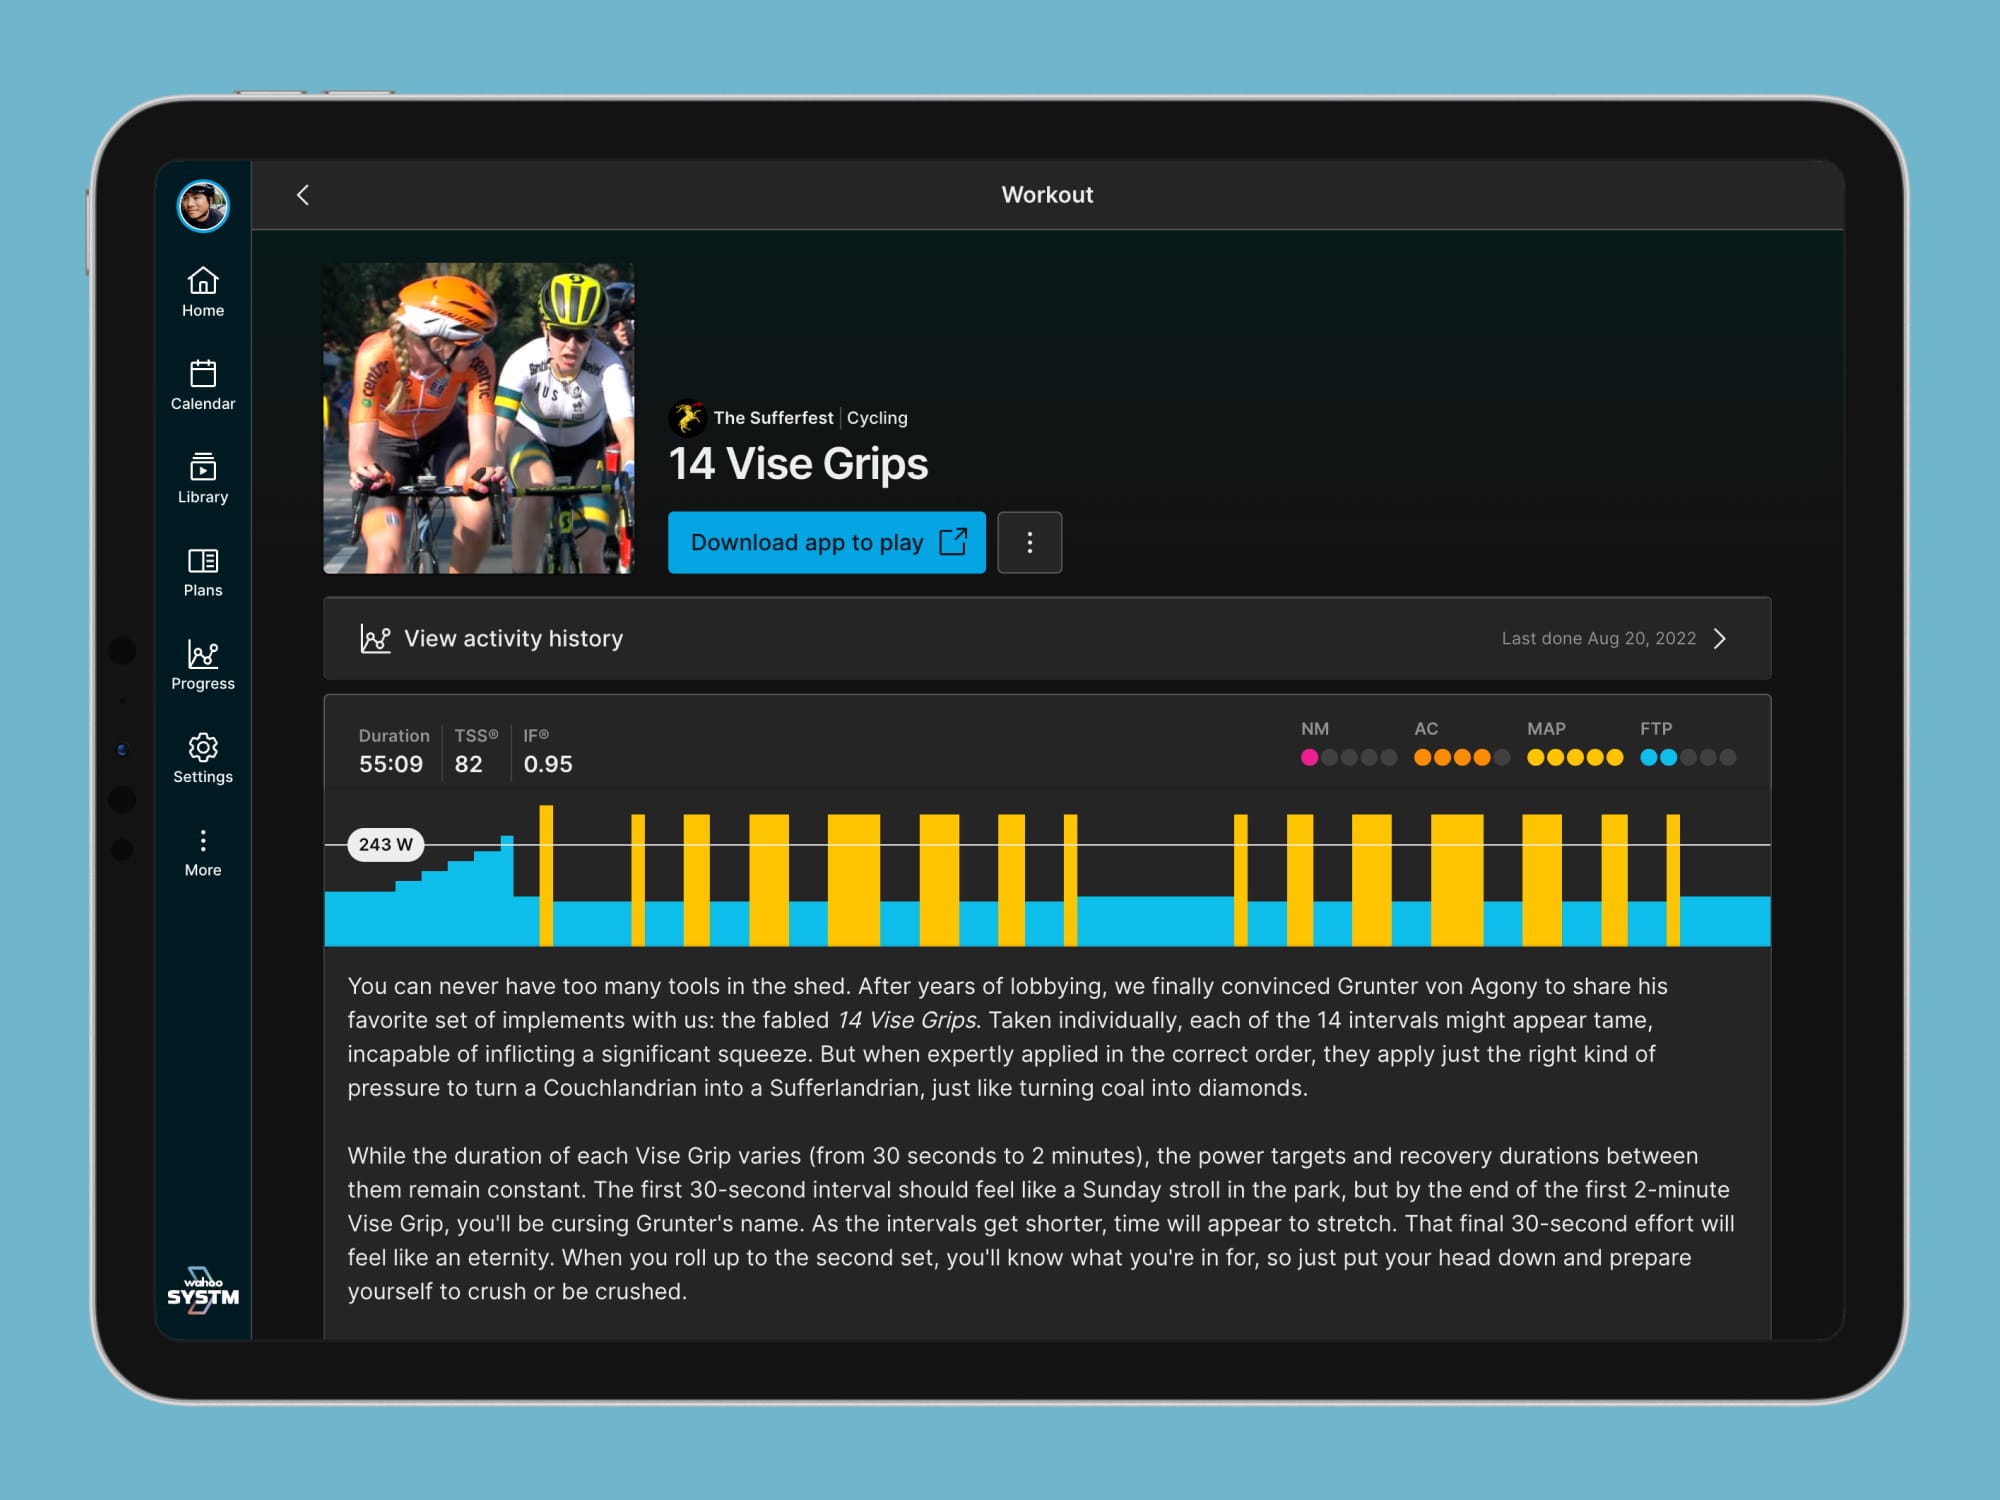 Workout
Home
Calendar
Library
Plans
Progress
Settings
More
wahoo
SYSTM
centric
AUS
The Sufferfest | Cycling
14 Vise Grips
Download app to play
View activity history
Last done Aug 20, 2022
Duration TSS® IF®
55:09 82 0.95
NM AC MAP FTP
243 W
You can never have too many tools in the shed. After years of lobbying, we finally convinced Grunter von Agony to share his
favorite set of implements with us: the fabled 14 Vise Grips. Taken individually, each of the 14 intervals might appear tame,
incapable of inflicting a significant squeeze. But when expertly applied in the correct order, they apply just the right kind of
pressure to turn a Couchlandrian into a Sufferlandrian, just like turning coal into diamonds.
While the duration of each Vise Grip varies (from 30 seconds to 2 minutes), the power targets and recovery durations between
them remain constant. The first 30-second interval should feel like a Sunday stroll in the park, but by the end of the first 2-minute
Vise Grip, you'll be cursing Grunter's name. As the intervals get shorter, time will appear to stretch. That final 30-second effort will
feel like an eternity. When you roll up to the second set, you'll know what you're in for, so just put your head down and prepare
yourself to crush or be crushed.